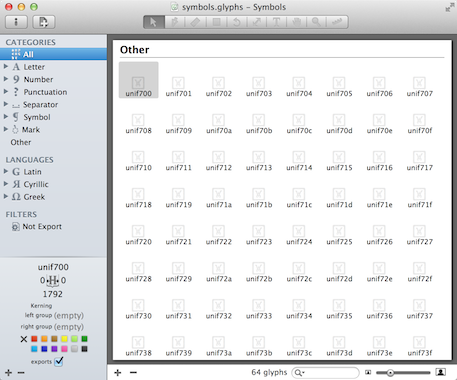 symbols.glyphs – Symbols
CATEGORIES
All
Letter
Number
Punctuation
Separator
Symbol
Mark
Other
LANGUAGES
Latin
Cyrillic
Greek
FILTERS
Not Export
unif700
0 H 0
1792
Kerning
left group (empty)
right group (empty)
exports
Other
unif700 unif701 unif702 unif703 unif704 unif705 unif706 unif707
unif708 unif709 unif70a unif70b unif70c unif70d unif70e unif70f
unif710 unif711 unif712 unif713 unif714 unif715 unif716 unif717
unif718 unif719 unif71a unif71b unif71c unif71d unif71e unif71f
unif720 unif721 unif722 unif723 unif724 unif725 unif726 unif727
unif728 unif729 unif72a unif72b unif72c unif72d unif72e unif72f
unif730 unif731 unif732 unif733 unif734 unif735 unif736 unif737
unif738 unif739 unif73a unif73b unif73c unif73d unif73e unif73f
64 glyphs